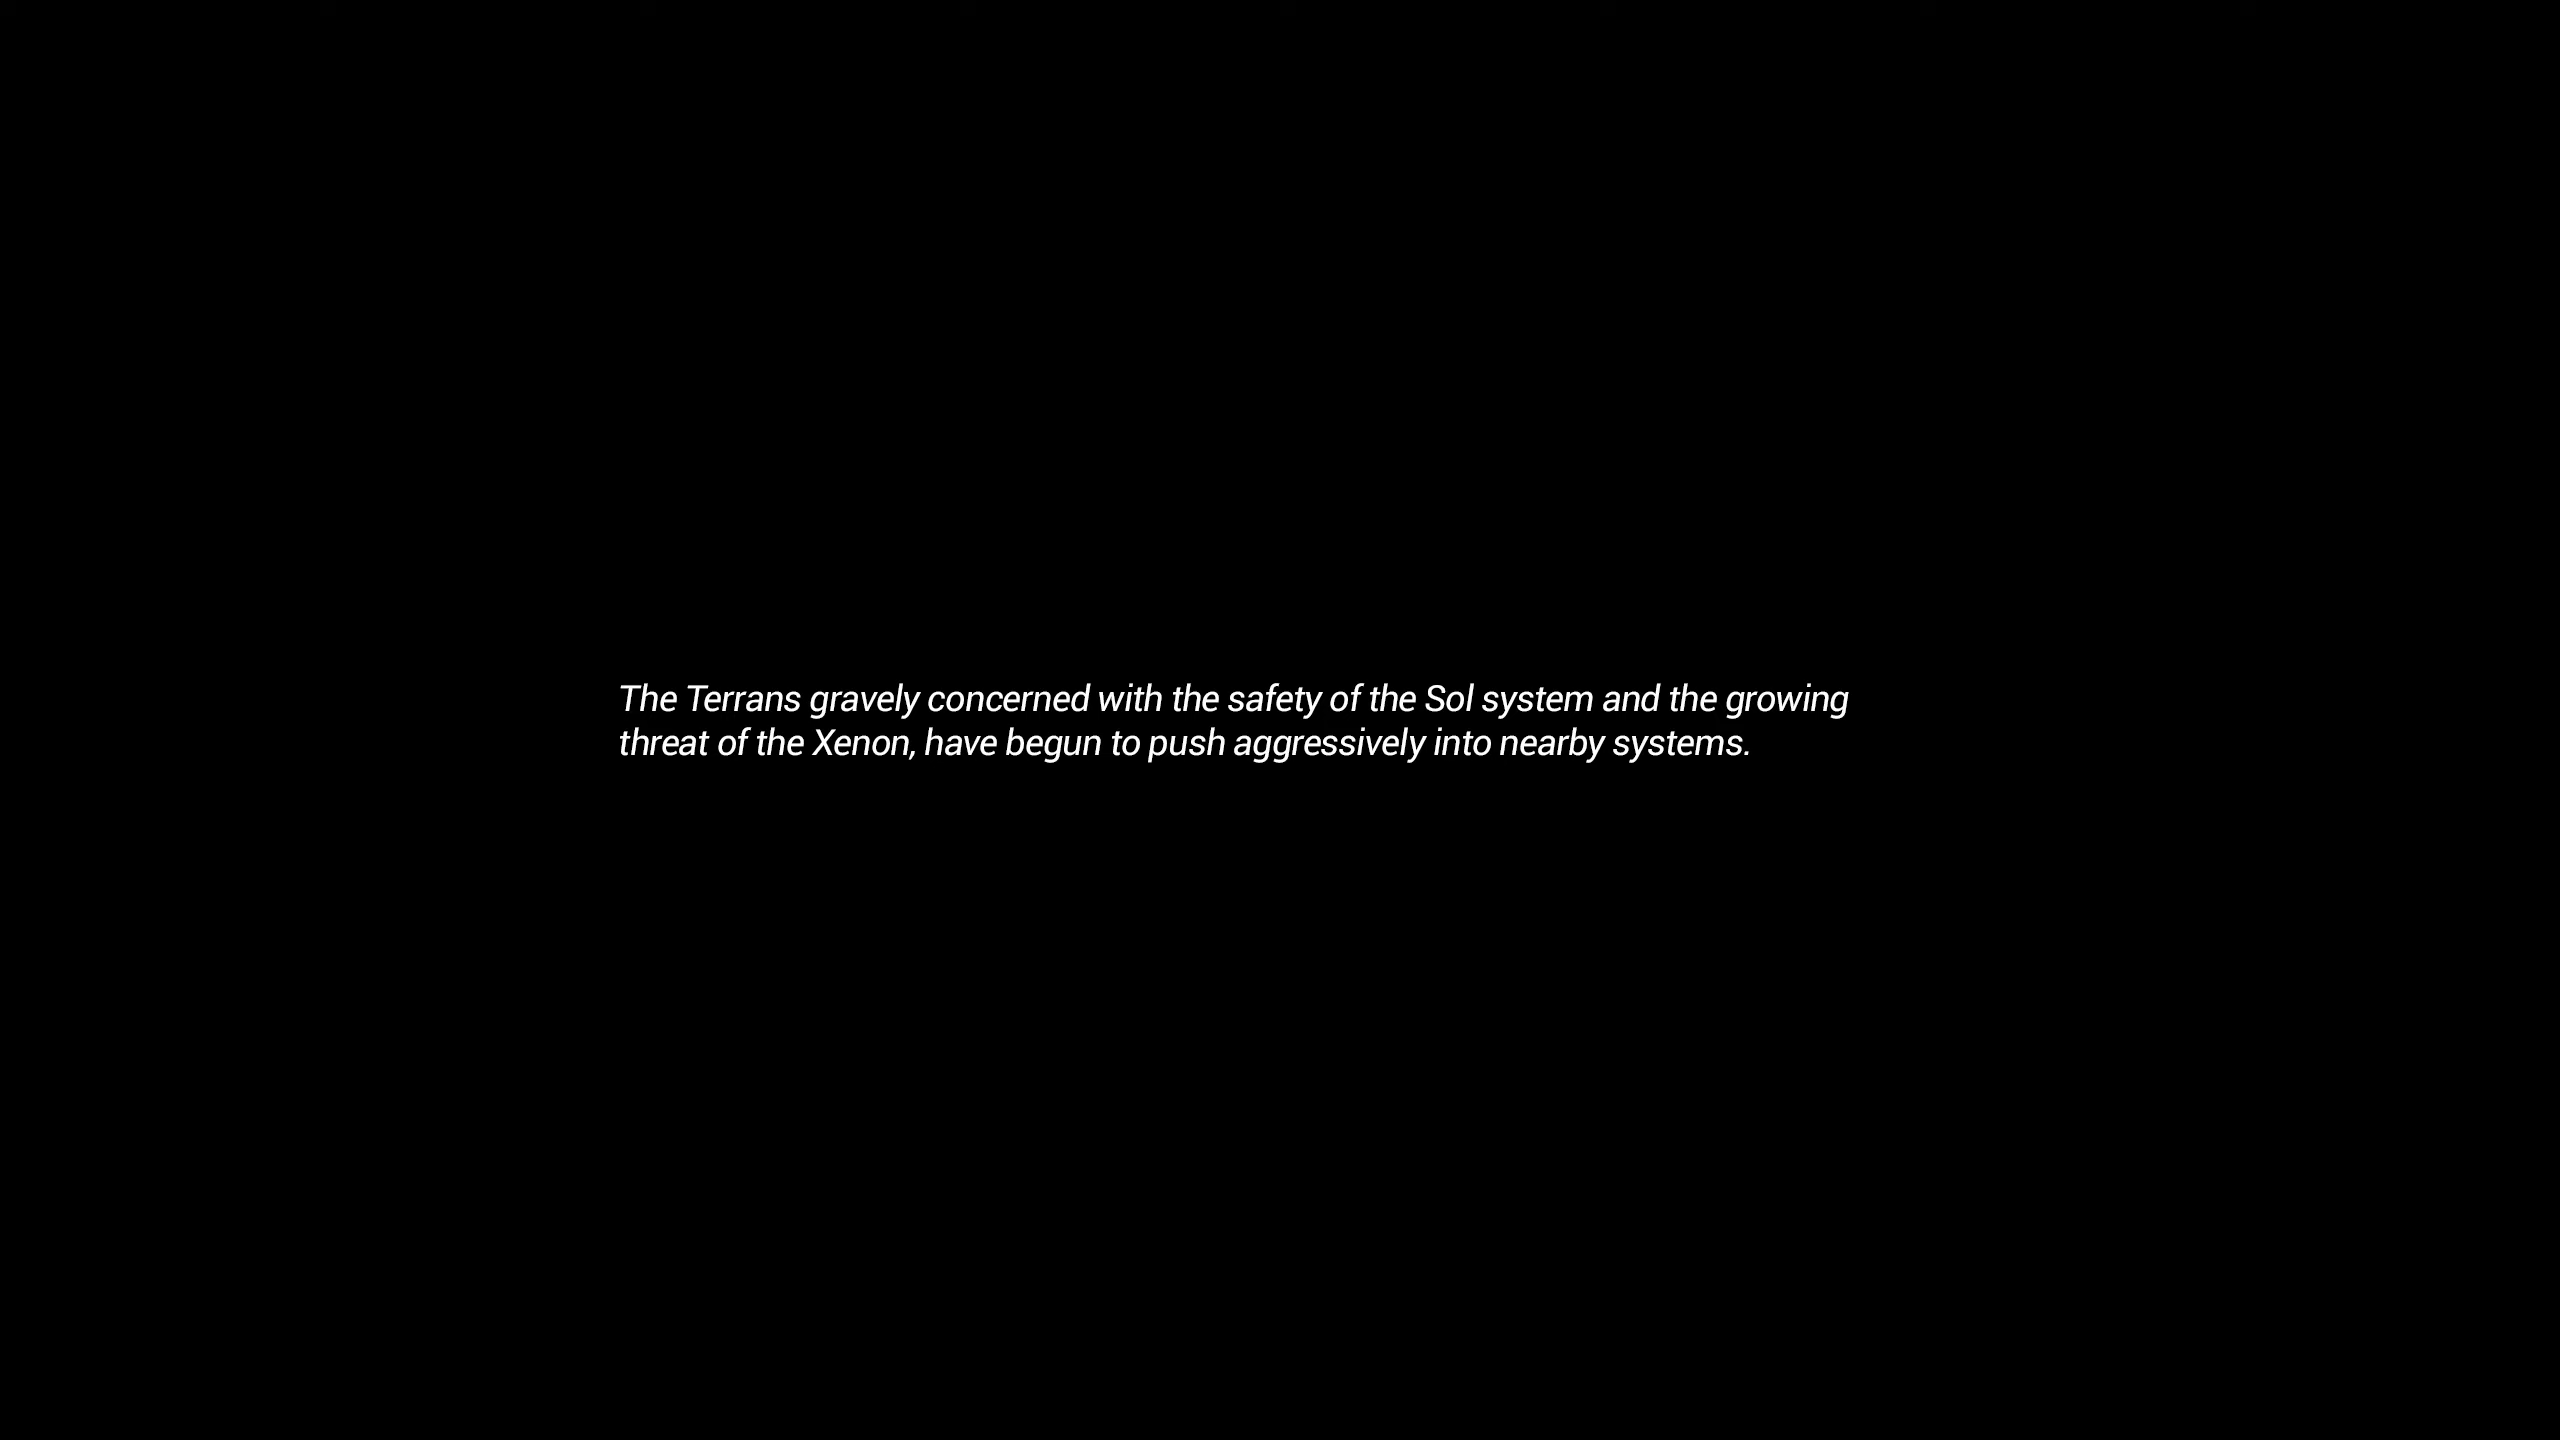 The Terrans gravely concerned with the safety of the Sol system and the growing
threat of the Xenon, have begun to push aggressively into nearby systems.